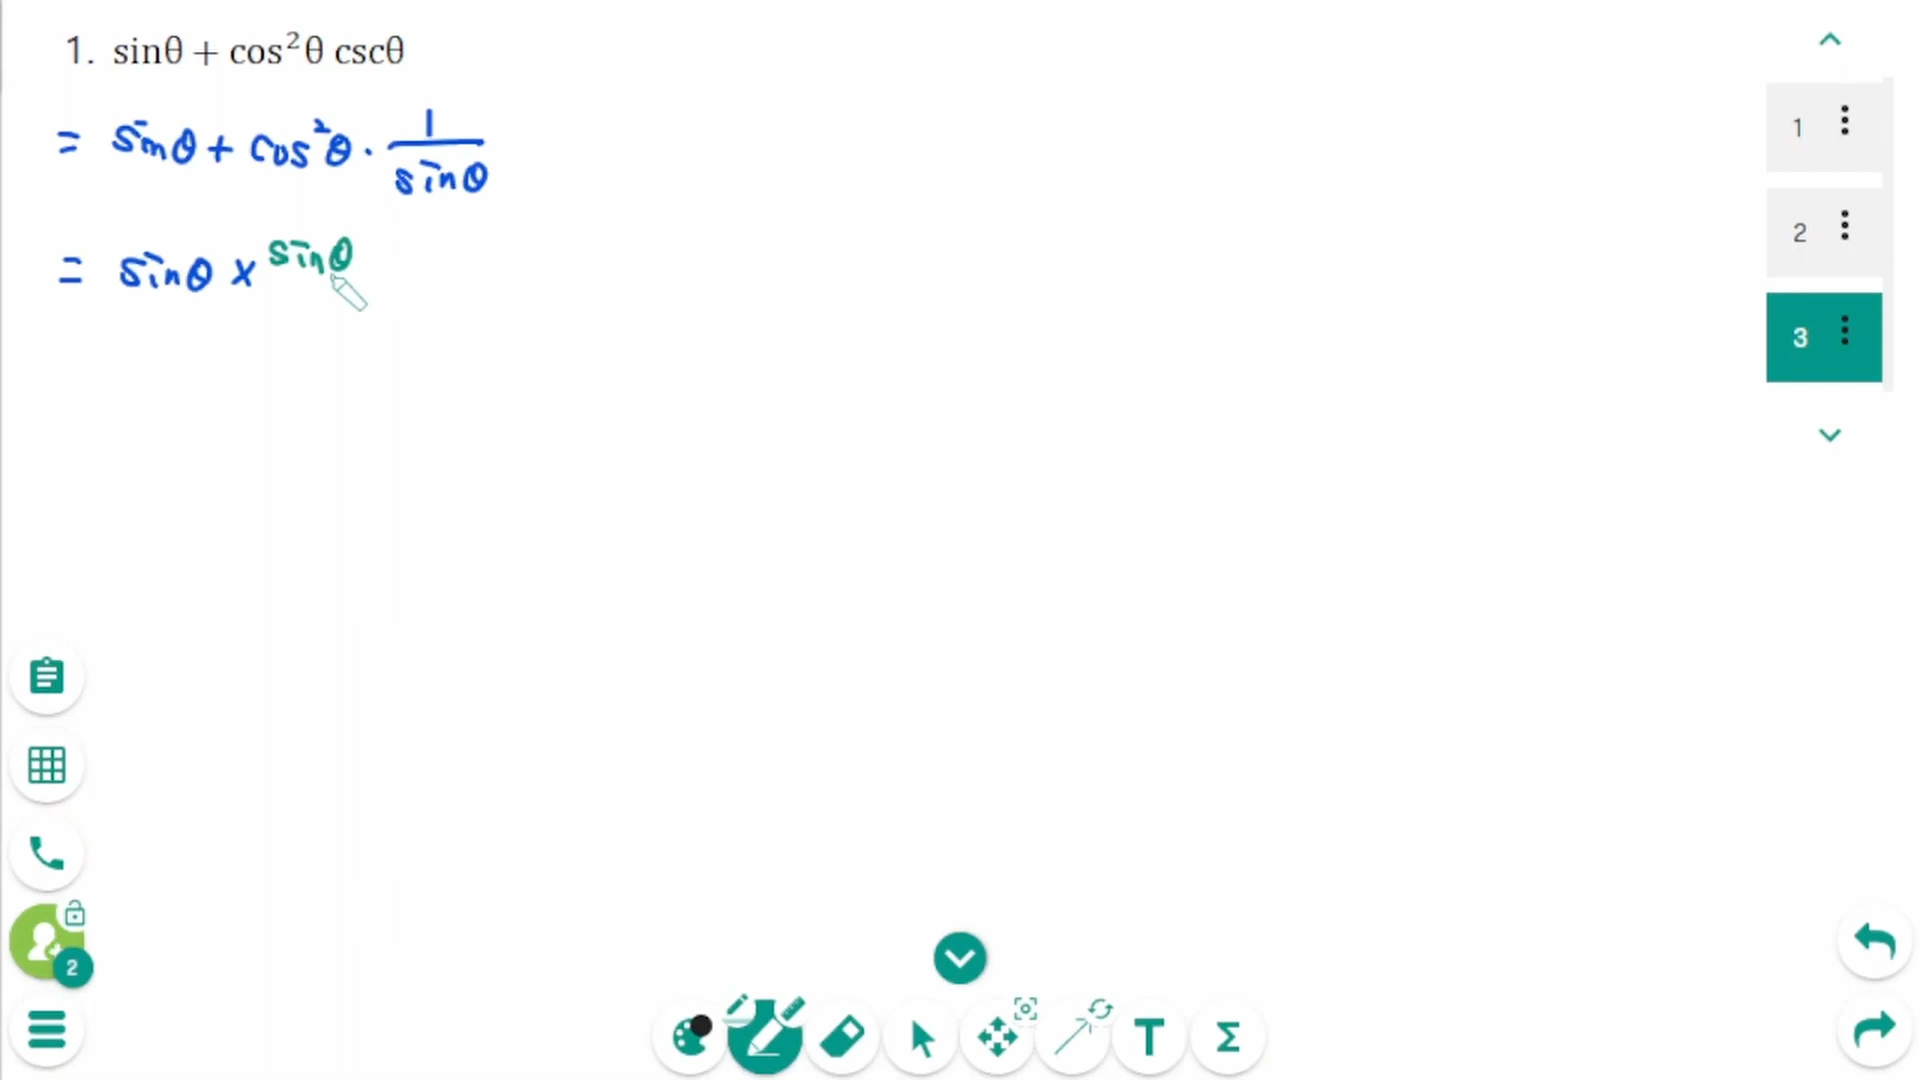 1. sinθ + cos²θ cscθ
= sinθ + cos²θ · 1/sinθ
= sinθ × sinθ
1
2
3
2
T
Σ